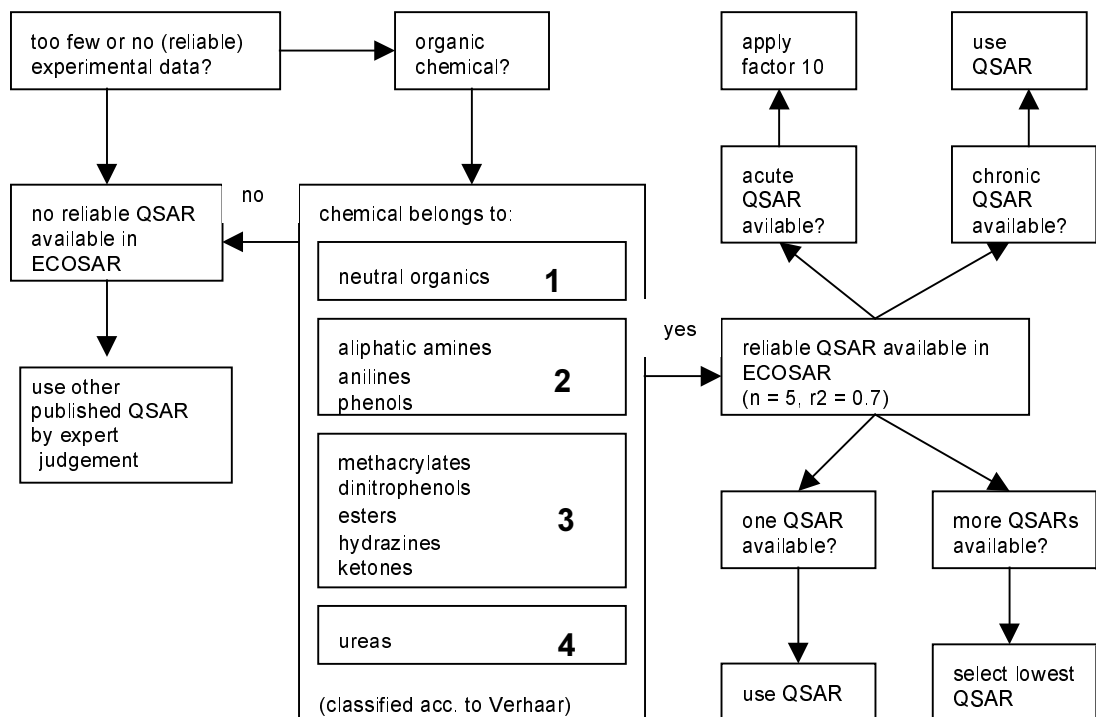 too few or no (reliable)
experimental data?
organic
chemical?
apply
factor 10
use
QSAR
acute
QSAR
avilable?
chronic
QSAR
available?
no reliable QSAR
available in
ECOSAR
no
chemical belongs to:
neutral organics 1
aliphatic amines
anilines 2
phenols
methacrylates
dinitrophenols
esters 3
hydrazines
ketones
ureas 4
(classified acc. to Verhaar)
yes
reliable QSAR available in
ECOSAR
(n = 5, r2 = 0.7)
use other
published QSAR
by expert
judgement
one QSAR
available?
more QSARs
available?
use QSAR
select lowest
QSAR